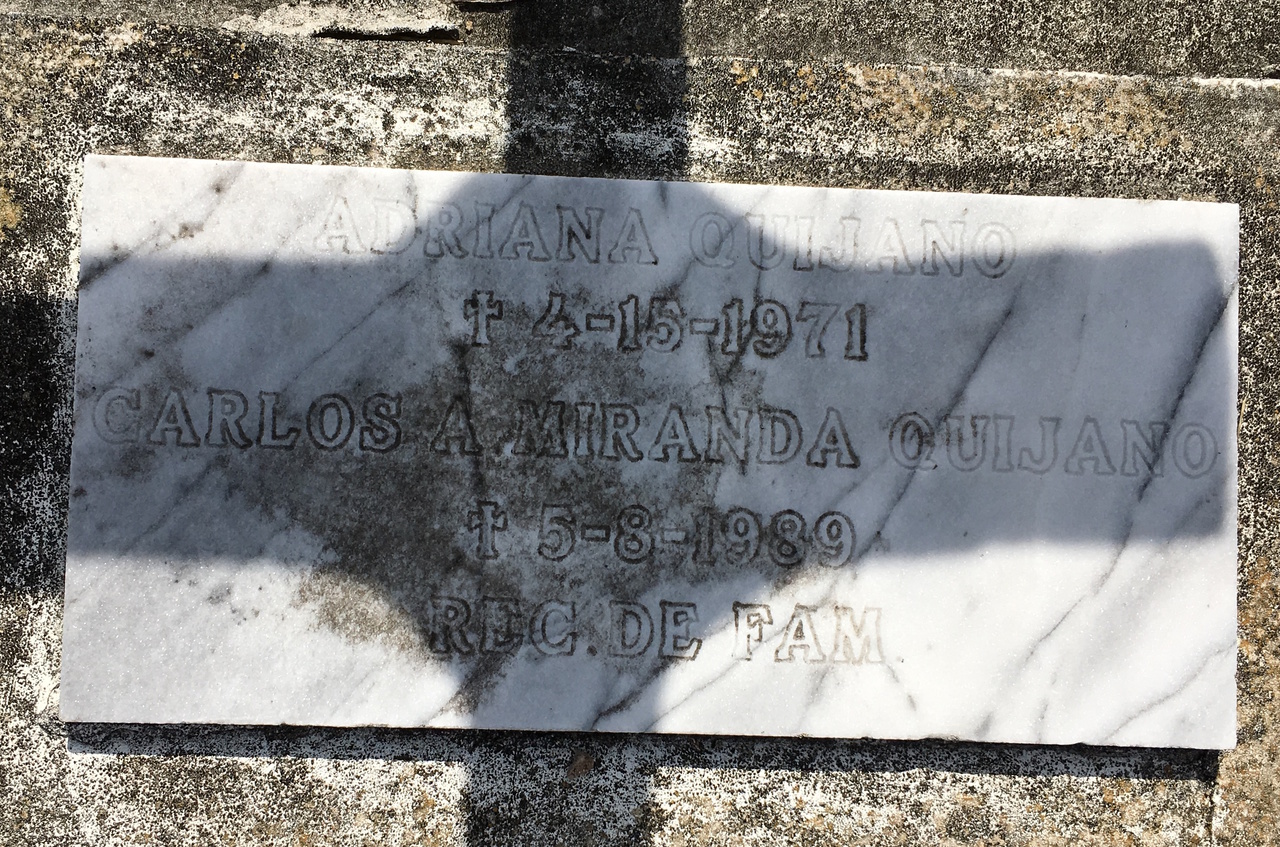 ADRIANA QUIJANO
† 4-15-1971
CARLOS A MIRANDA QUIJANO
† 5-8-1989
REC. DE FAM